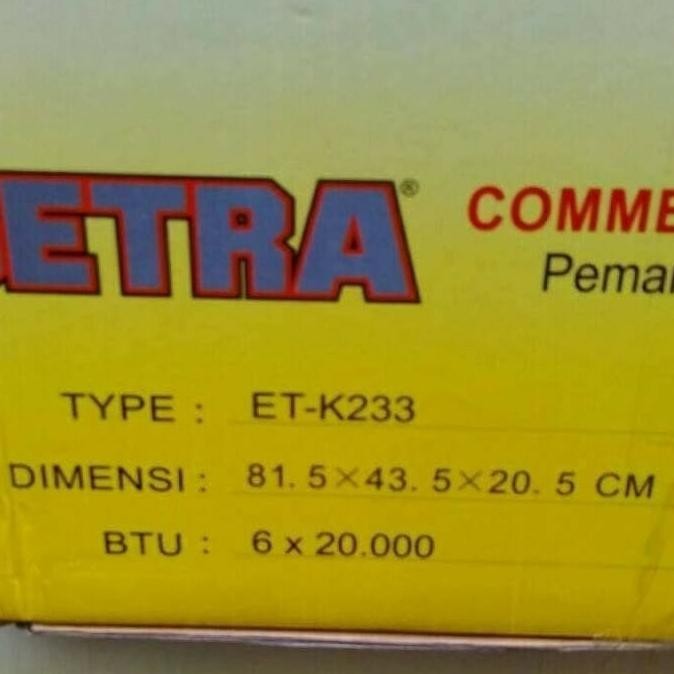 ETRA®
COMME
Pema
TYPE : ET-K233
DIMENSI : 81.5×43.5×20.5 CM
BTU : 6 x 20.000